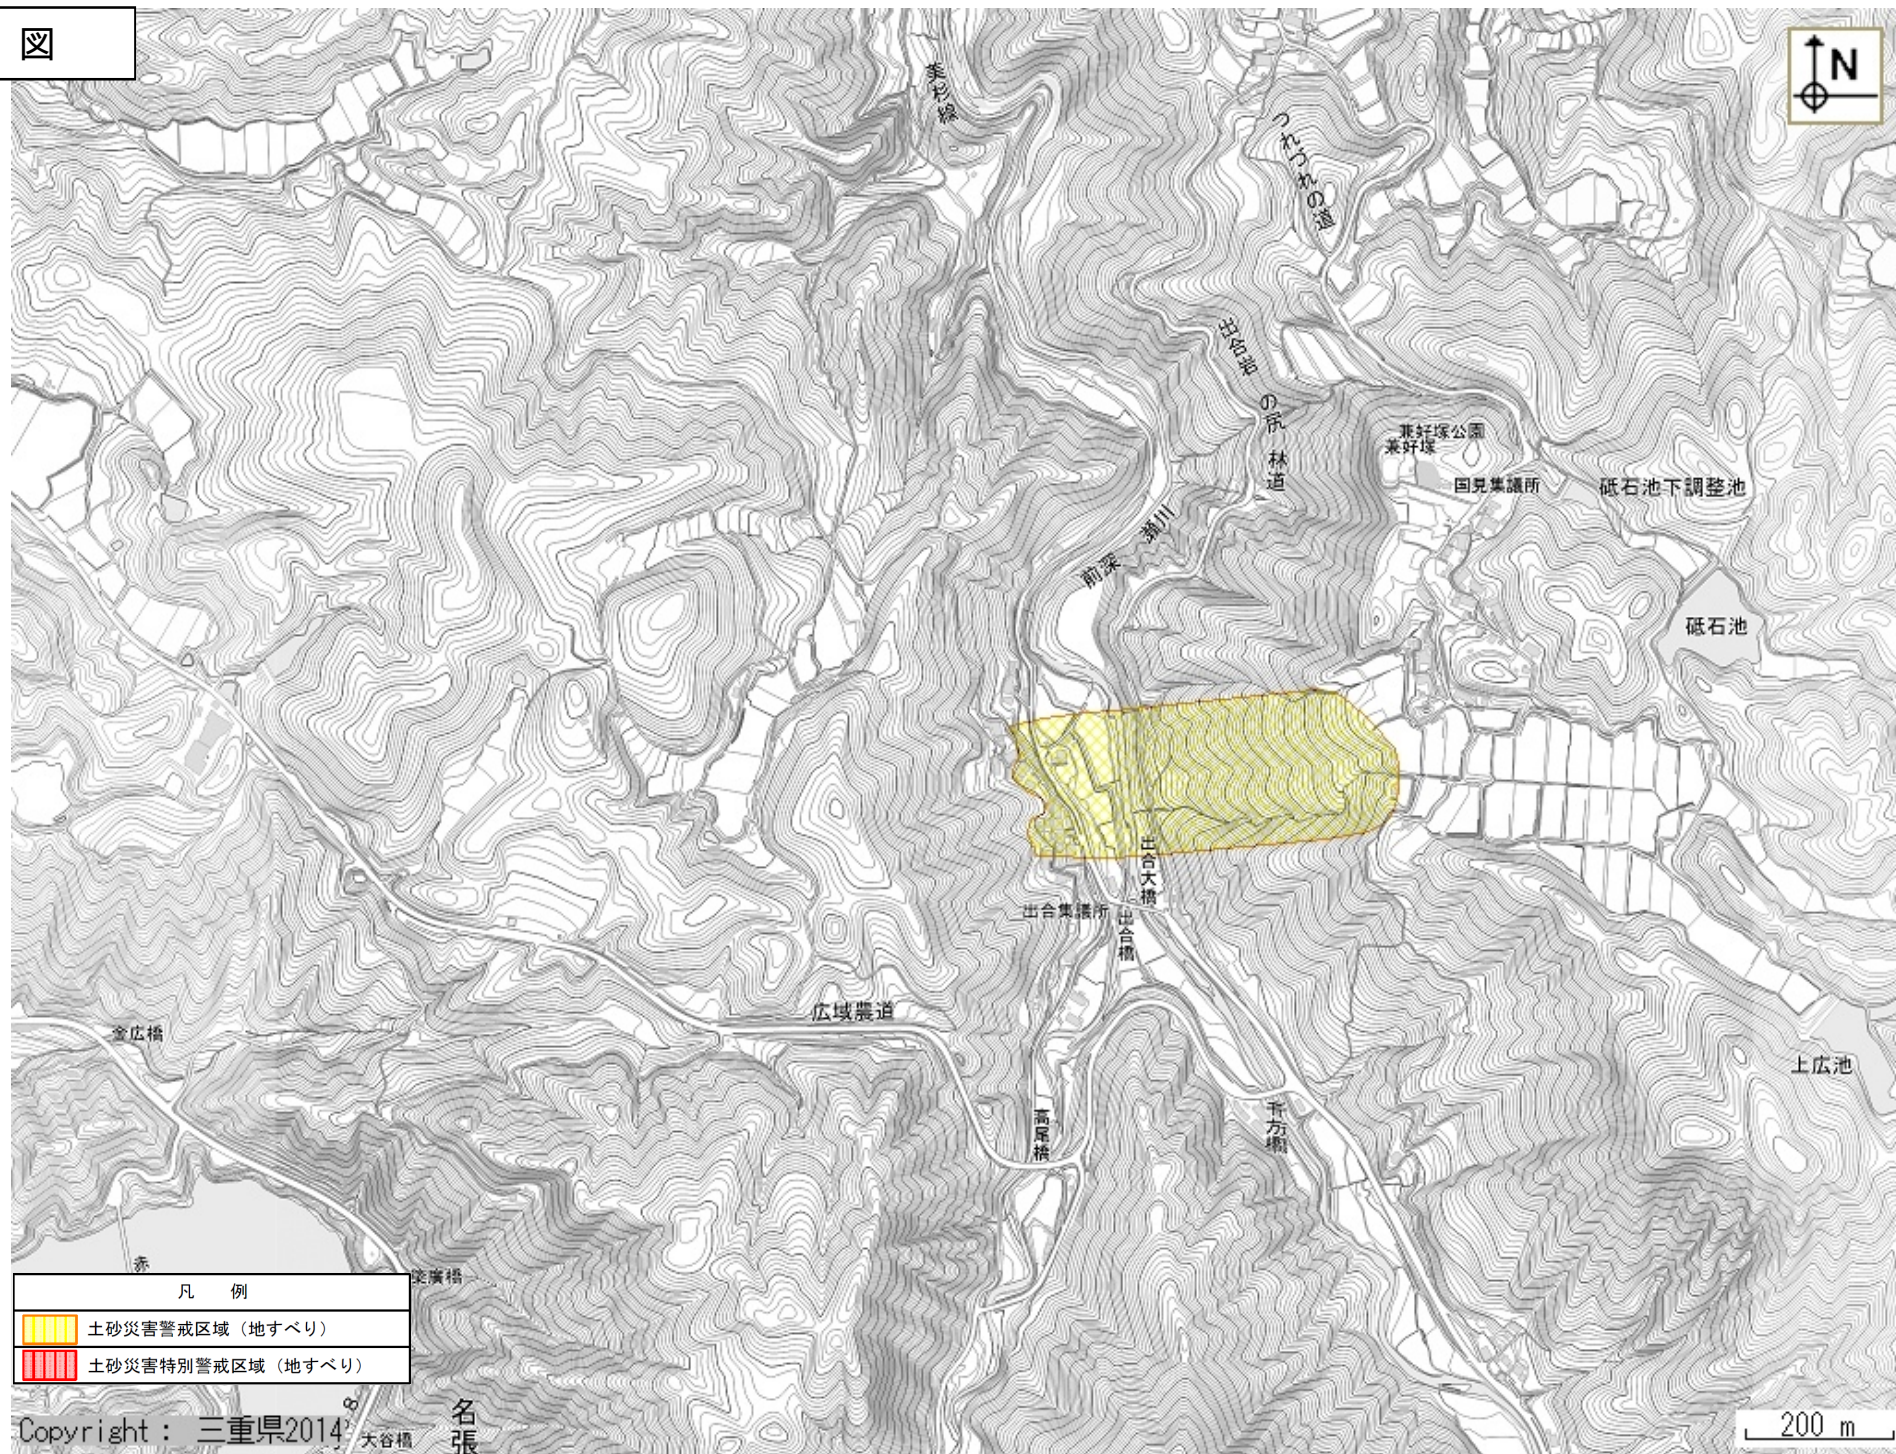 図
N
美杉線
つれづれの道
出合岩の尻林道
兼好塚公園
兼好塚
国見集議所
砥石池下調整池
前深瀬川
砥石池
出合大橋
出合集議所
出合橋
広域農道
金広橋
上広池
高尾橋
赤
凡 例
土砂災害警戒区域（地すべり）
土砂災害特別警戒区域（地すべり）
8
名張
大谷橋
Copyright : 三重県2014
200 m